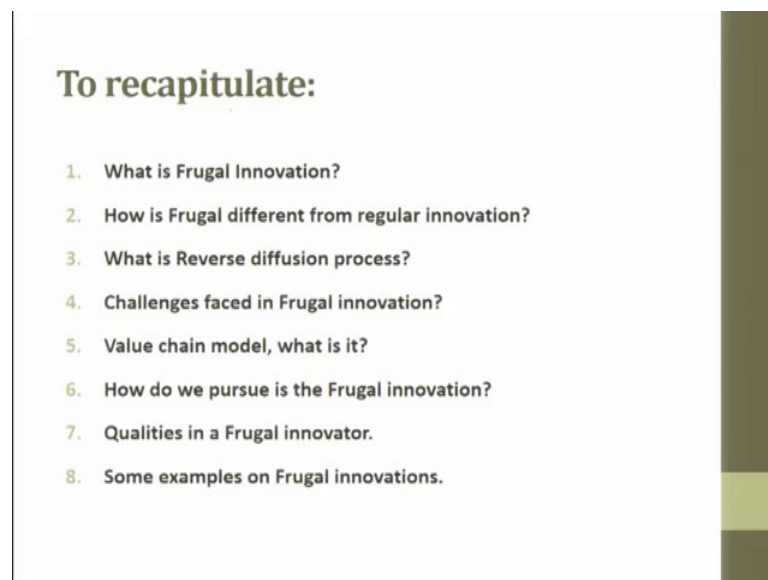 To recapitulate:
1. What is Frugal Innovation?
2. How is Frugal different from regular innovation?
3. What is Reverse diffusion process?
4. Challenges faced in Frugal innovation?
5. Value chain model, what is it?
6. How do we pursue is the Frugal innovation?
7. Qualities in a Frugal innovator.
8. Some examples on Frugal innovations.